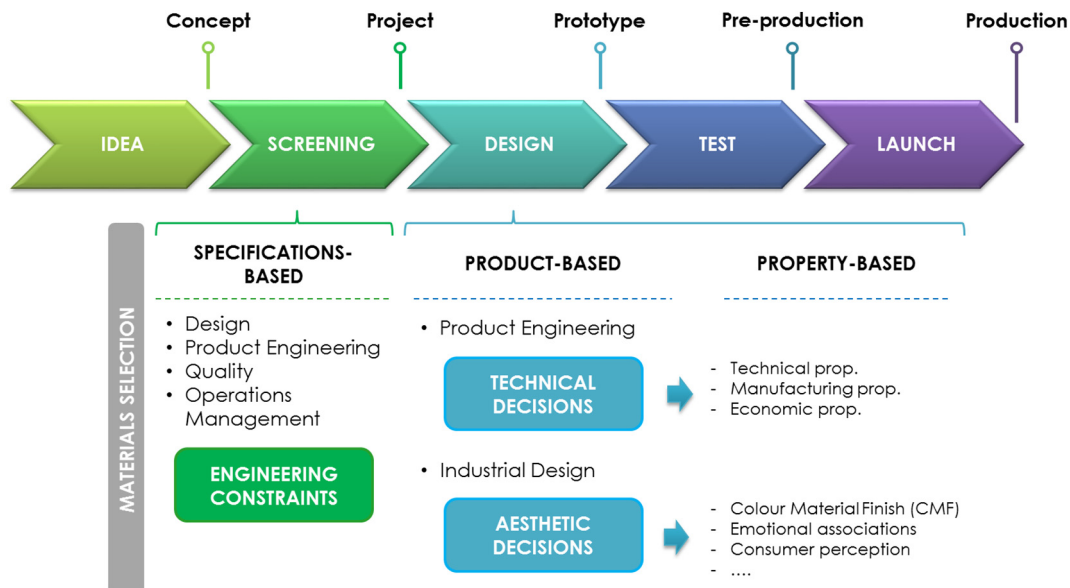 Concept
Project
Prototype
Pre-production
Production
IDEA
SCREENING
DESIGN
TEST
LAUNCH
MATERIALS SELECTION
SPECIFICATIONS-
BASED
• Design
• Product Engineering
• Quality
• Operations
Management
ENGINEERING
CONSTRAINTS
PRODUCT-BASED
PROPERTY-BASED
• Product Engineering
TECHNICAL
DECISIONS
- Technical prop.
- Manufacturing prop.
- Economic prop.
• Industrial Design
AESTHETIC
DECISIONS
- Colour Material Finish (CMF)
- Emotional associations
- Consumer perception
- ....